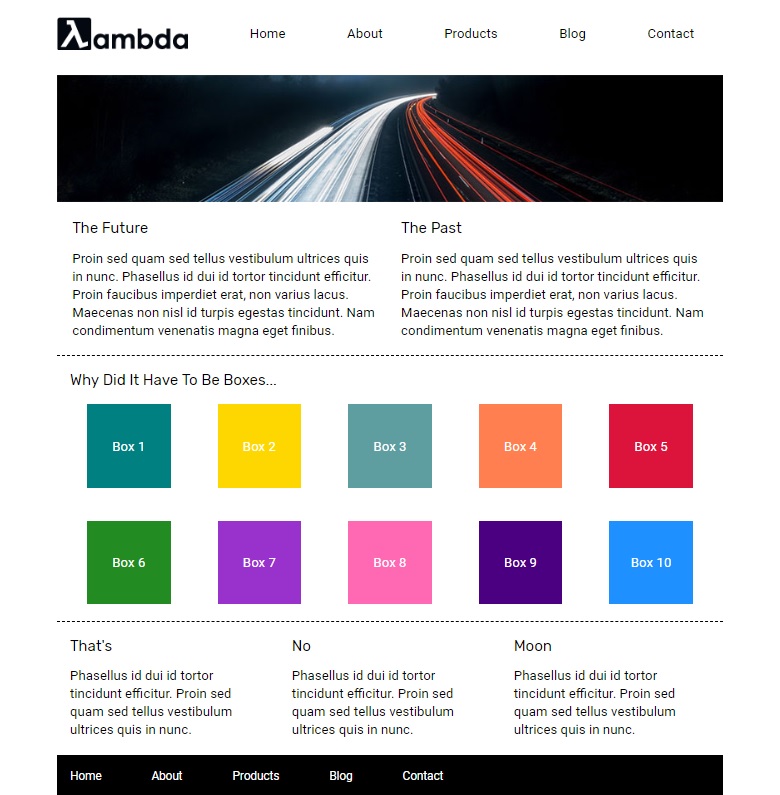 λambda
Home About Products Blog Contact
The Future
Proin sed quam sed tellus vestibulum ultrices quis
in nunc. Phasellus id dui id tortor tincidunt efficitur.
Proin faucibus imperdiet erat, non varius lacus.
Maecenas non nisl id turpis egestas tincidunt. Nam
condimentum venenatis magna eget finibus.
The Past
Proin sed quam sed tellus vestibulum ultrices quis
in nunc. Phasellus id dui id tortor tincidunt efficitur.
Proin faucibus imperdiet erat, non varius lacus.
Maecenas non nisl id turpis egestas tincidunt. Nam
condimentum venenatis magna eget finibus.
Why Did It Have To Be Boxes...
Box 1 Box 2 Box 3 Box 4 Box 5
Box 6 Box 7 Box 8 Box 9 Box 10
That's
Phasellus id dui id tortor
tincidunt efficitur. Proin sed
quam sed tellus vestibulum
ultrices quis in nunc.
No
Phasellus id dui id tortor
tincidunt efficitur. Proin sed
quam sed tellus vestibulum
ultrices quis in nunc.
Moon
Phasellus id dui id tortor
tincidunt efficitur. Proin sed
quam sed tellus vestibulum
ultrices quis in nunc.
Home About Products Blog Contact